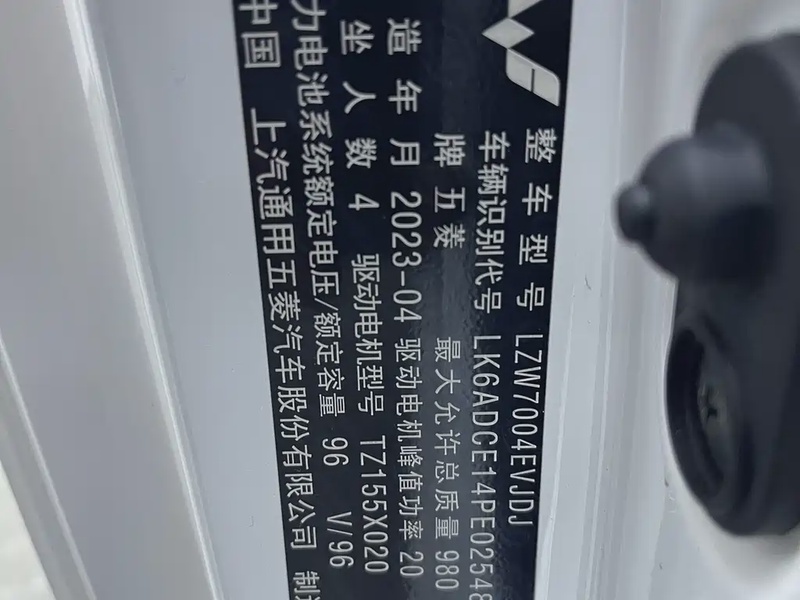 整车型号 LZW7004EVJDJ
车辆识别代号 LK6ADCE14PE02548
牌 五菱 最大允许总质量 980
造年月 2023-04 驱动电机峰值功率 20
坐人数 4 驱动电机型号 TZ155X020
力电池系统额定电压/额定容量 96 V/96
中国 上汽通用五菱汽车股份有限公司 制造